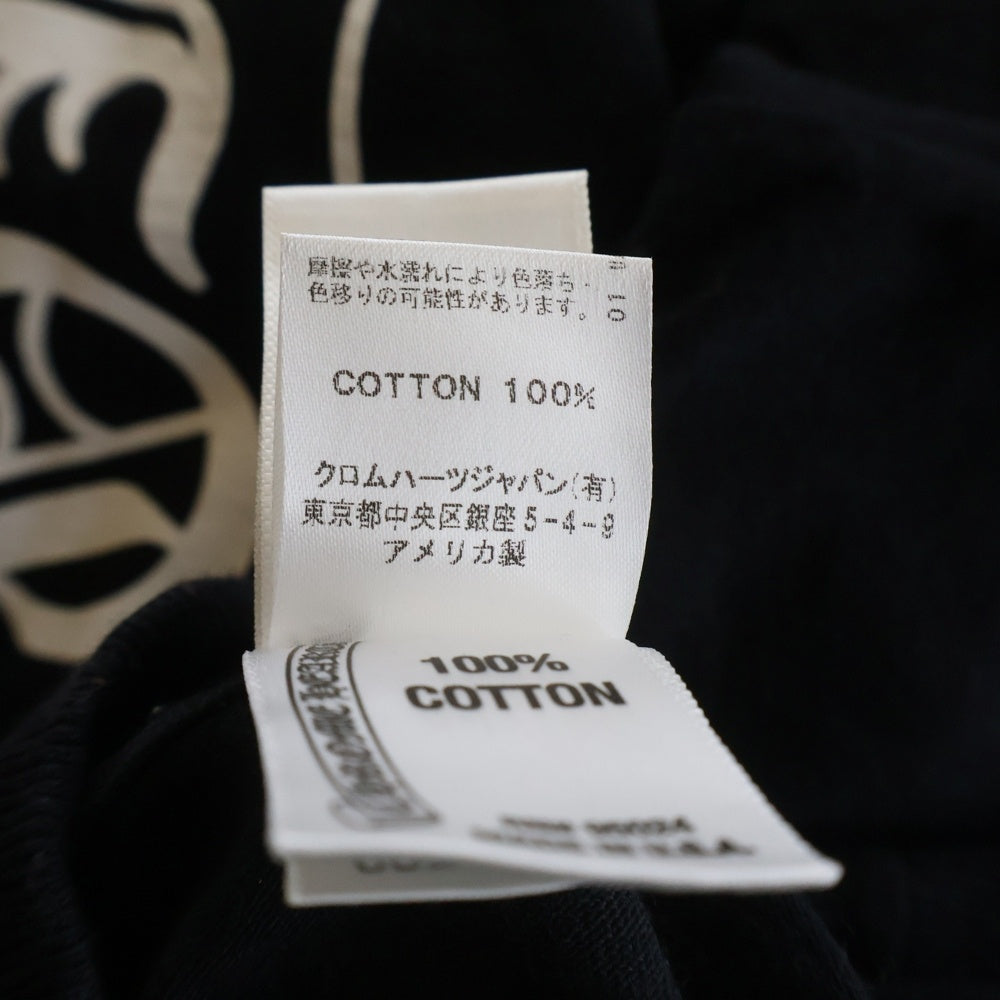 摩擦や水濡れにより色落ち・
色移りの可能性があります。
10
COTTON 100%
クロムハーツジャパン(有)
東京都中央区銀座5-4-9
アメリカ製
100%
COTTON